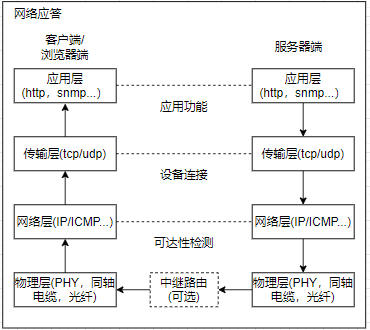 网络应答
客户端/
浏览器端
服务器端
应用层
(http，snmp...)
应用层
(http，snmp...)
应用功能
传输层(tcp/udp)
传输层(tcp/udp)
设备连接
网络层(IP/ICMP...)
网络层(IP/ICMP...)
可达性检测
物理层(PHY，同轴
电缆，光纤)
中继路由
(可选)
物理层(PHY，同轴
电缆，光纤)